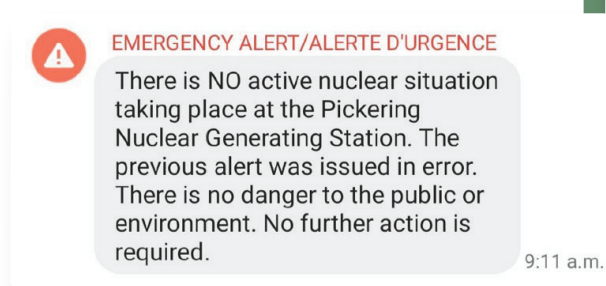 EMERGENCY ALERT/ALERTE D'URGENCE
There is NO active nuclear situation
taking place at the Pickering
Nuclear Generating Station. The
previous alert was issued in error.
There is no danger to the public or
environment. No further action is
required.
9:11 a.m.